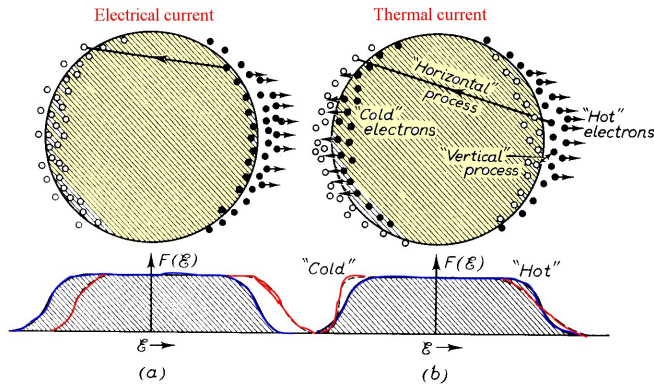 Electrical current
Thermal current
"Horizontal"
process
"Cold"
electrons
"Hot"
electrons
"Vertical"
process
F(ℰ)
"Cold"
F(ℰ)
"Hot"
ℰ →
ℰ →
(a)
(b)